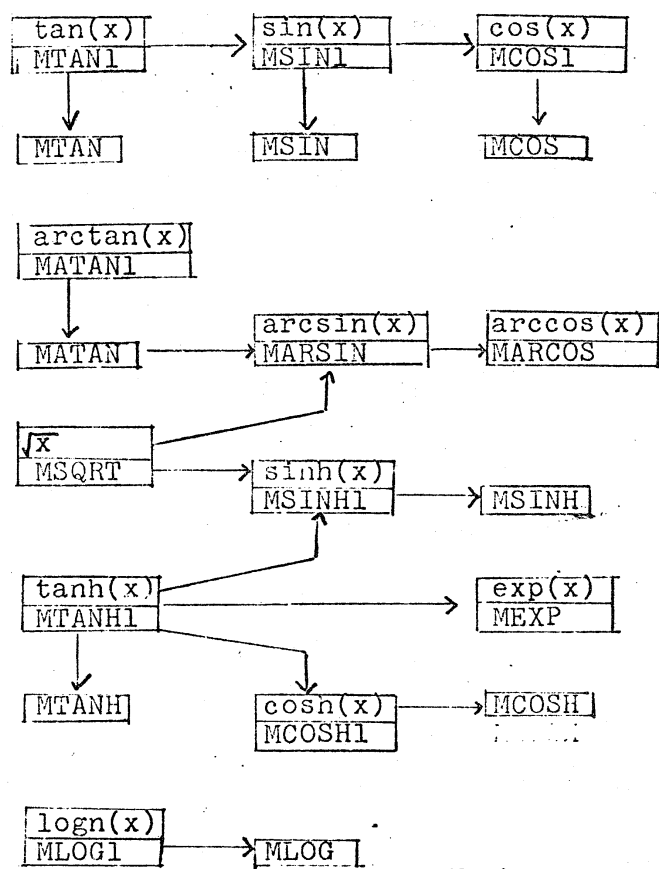 tan(x)
MTAN1
sin(x)
MSIN1
cos(x)
MCOS1
MTAN
MSIN
MCOS
arctan(x)
MATAN1
MATAN
arcsin(x)
MARSIN
arccos(x)
MARCOS
√x
MSQRT
sinh(x)
MSINH1
MSINH
tanh(x)
MTANH1
exp(x)
MEXP
MTANH
cosh(x)
MCOSH1
MCOSH
logn(x)
MLOG1
MLOG